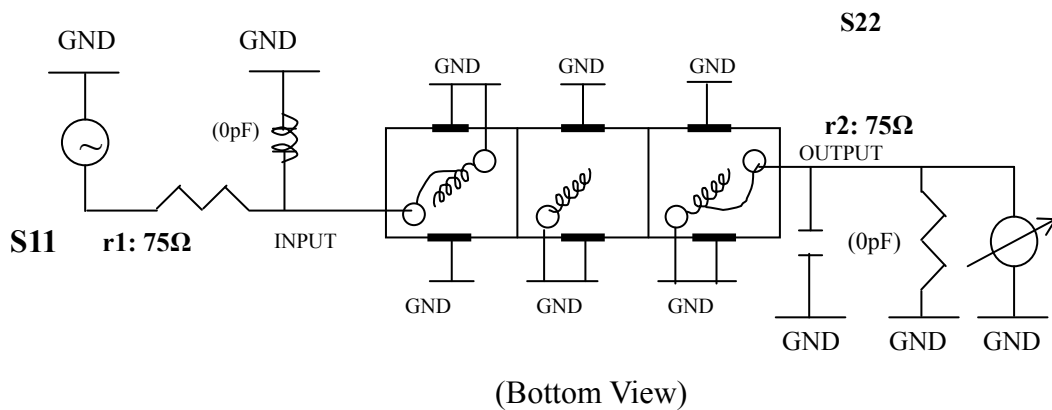 S22
GND
GND
GND
GND
GND
(0pF)
r2: 75Ω
OUTPUT
S11
r1: 75Ω
INPUT
(0pF)
GND
GND
GND
GND
GND
GND
(Bottom View)